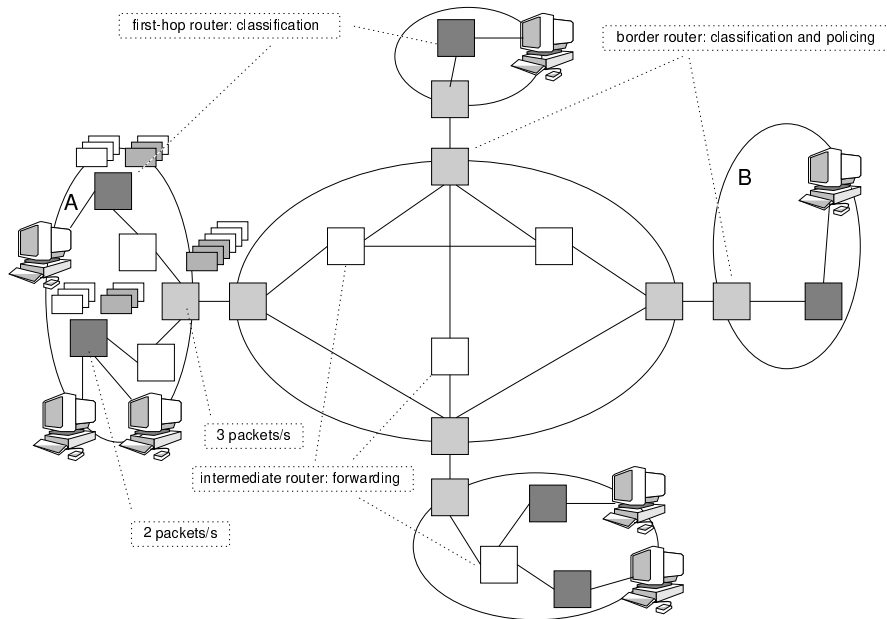 first-hop router: classification
border router: classification and policing
A
B
3 packets/s
intermediate router: forwarding
2 packets/s